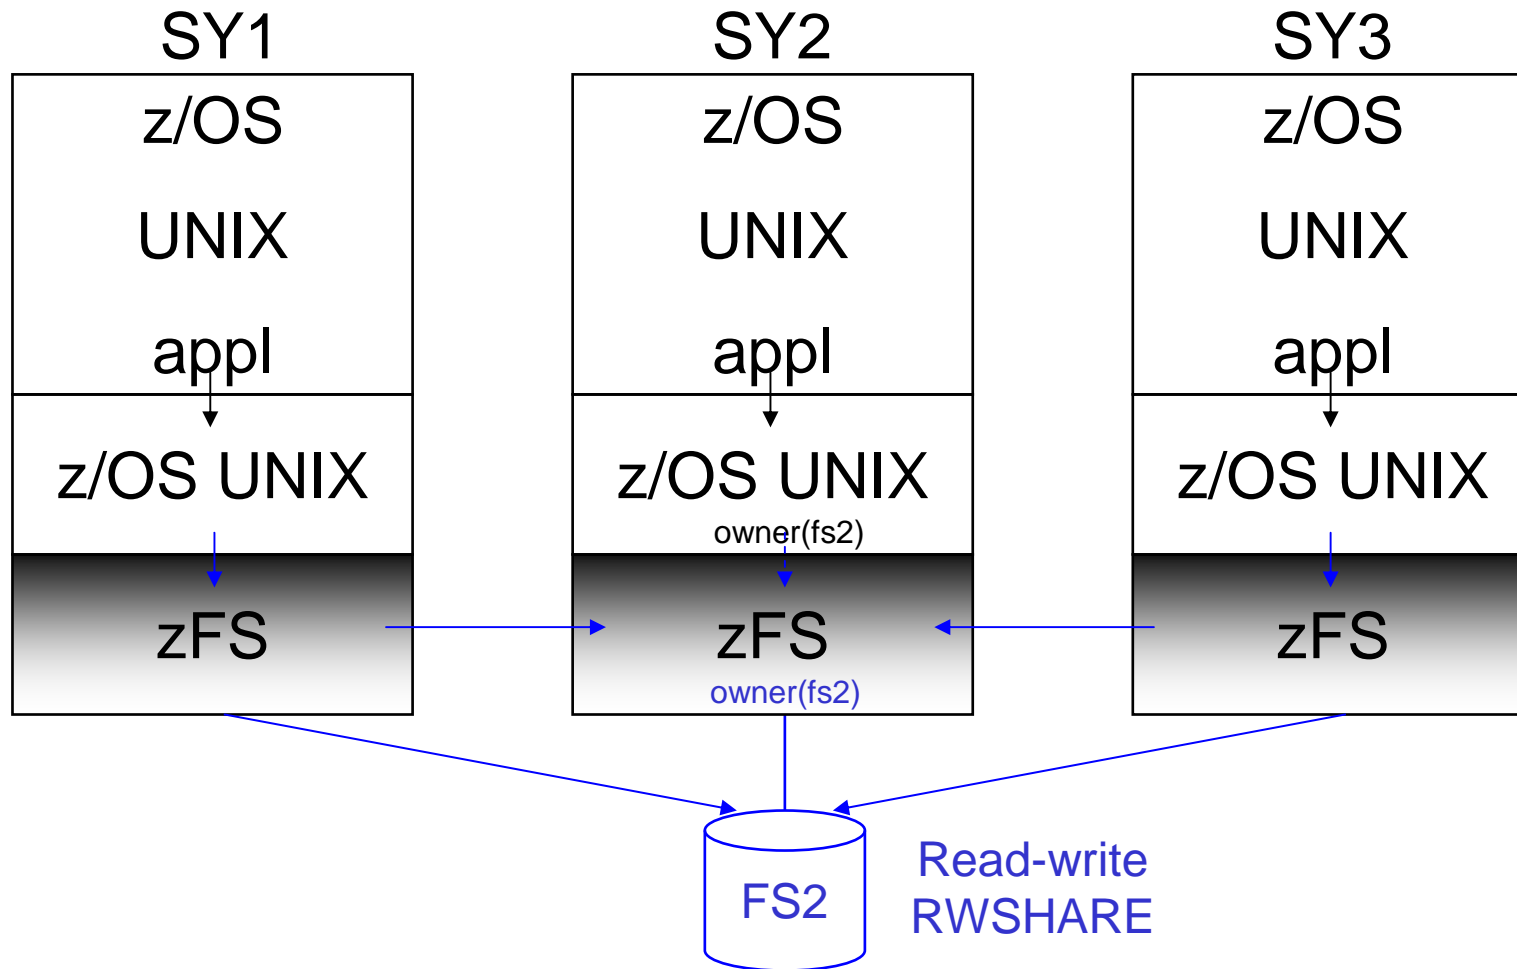 SY1
z/OS
UNIX
appl
z/OS UNIX
zFS
SY2
z/OS
UNIX
appl
z/OS UNIX
owner(fs2)
zFS
owner(fs2)
SY3
z/OS
UNIX
appl
z/OS UNIX
zFS
FS2
Read-write
RWSHARE